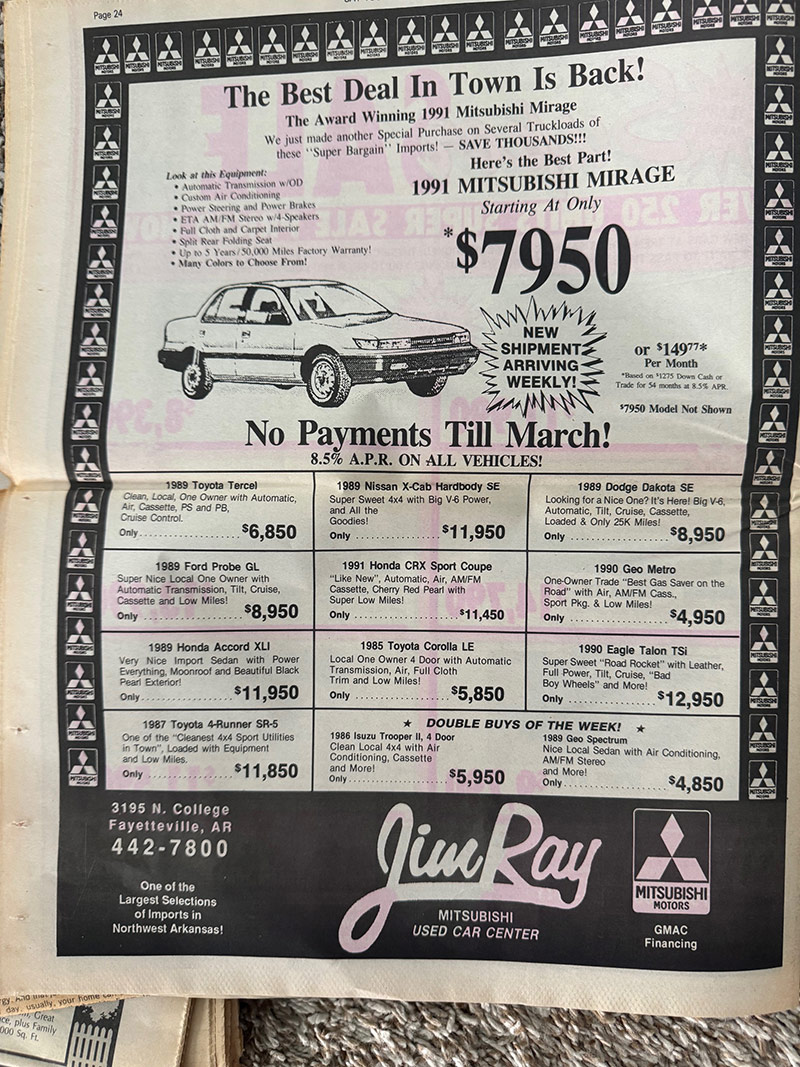 Page 24
The Best Deal In Town Is Back!
The Award Winning 1991 Mitsubishi Mirage
We just made another Special Purchase on Several Truckloads of
these "Super Bargain" Imports! — SAVE THOUSANDS!!!
Here's the Best Part!
1991 MITSUBISHI MIRAGE
Starting At Only
*$7950
Look at this Equipment:
• Automatic Transmission w/OD
• Custom Air Conditioning
• Power Steering and Power Brakes
• ETA AM/FM Stereo w/4-Speakers
• Full Cloth and Carpet Interior
• Split Rear Folding Seat
• Up to 5 Years/50,000 Miles Factory Warranty!
• Many Colors to Choose From!
NEW
SHIPMENT
ARRIVING
WEEKLY!
or $149.77*
Per Month
*Based on $1275 Down Cash or
Trade for 54 months at 8.5% APR.
$7950 Model Not Shown
No Payments Till March!
8.5% A.P.R. ON ALL VEHICLES!
1989 Toyota Tercel
Clean, Local, One Owner with Automatic,
Air, Cassette, PS and PB,
Cruise Control.
Only $6,850
1989 Nissan X-Cab Hardbody SE
Super Sweet 4x4 with Big V-6 Power,
and All the
Goodies!
Only $11,950
1989 Dodge Dakota SE
Looking for a Nice One? It's Here! Big V-6,
Automatic, Tilt, Cruise, Cassette,
Loaded & Only 25K Miles!
Only $8,950
1989 Ford Probe GL
Super Nice Local One Owner with
Automatic Transmission, Tilt, Cruise,
Cassette and Low Miles!
Only $8,950
1991 Honda CRX Sport Coupe
"Like New", Automatic, Air, AM/FM
Cassette, Cherry Red Pearl with
Super Low Miles!
Only $11,450
1990 Geo Metro
One-Owner Trade "Best Gas Saver on the
Road" with Air, AM/FM Cass.,
Sport Pkg. & Low Miles!
Only $4,950
1989 Honda Accord XLI
Very Nice Import Sedan with Power
Everything, Moonroof and Beautiful Black
Pearl Exterior!
Only $11,950
1985 Toyota Corolla LE
Local One Owner 4 Door with Automatic
Transmission, Air, Full Cloth
Trim and Low Miles!
Only $5,850
1990 Eagle Talon TSi
Super Sweet "Road Rocket" with Leather,
Full Power, Tilt, Cruise, "Bad
Boy Wheels" and More!
Only $12,950
1987 Toyota 4-Runner SR-5
One of the "Cleanest 4x4 Sport Utilities
in Town", Loaded with Equipment
and Low Miles.
Only $11,850
★ DOUBLE BUYS OF THE WEEK! ★
1986 Isuzu Trooper II, 4 Door
Clean Local 4x4 with Air
Conditioning, Cassette
and More!
Only $5,950
1989 Geo Spectrum
Nice Local Sedan with Air Conditioning,
AM/FM Stereo
and More!
Only $4,850
3195 N. College
Fayetteville, AR
442-7800
One of the
Largest Selections
of Imports in
Northwest Arkansas!
Jim Ray
MITSUBISHI
USED CAR CENTER
MITSUBISHI
MOTORS
GMAC
Financing
day, usually, your home
Great
plus Family
Sq. Ft.